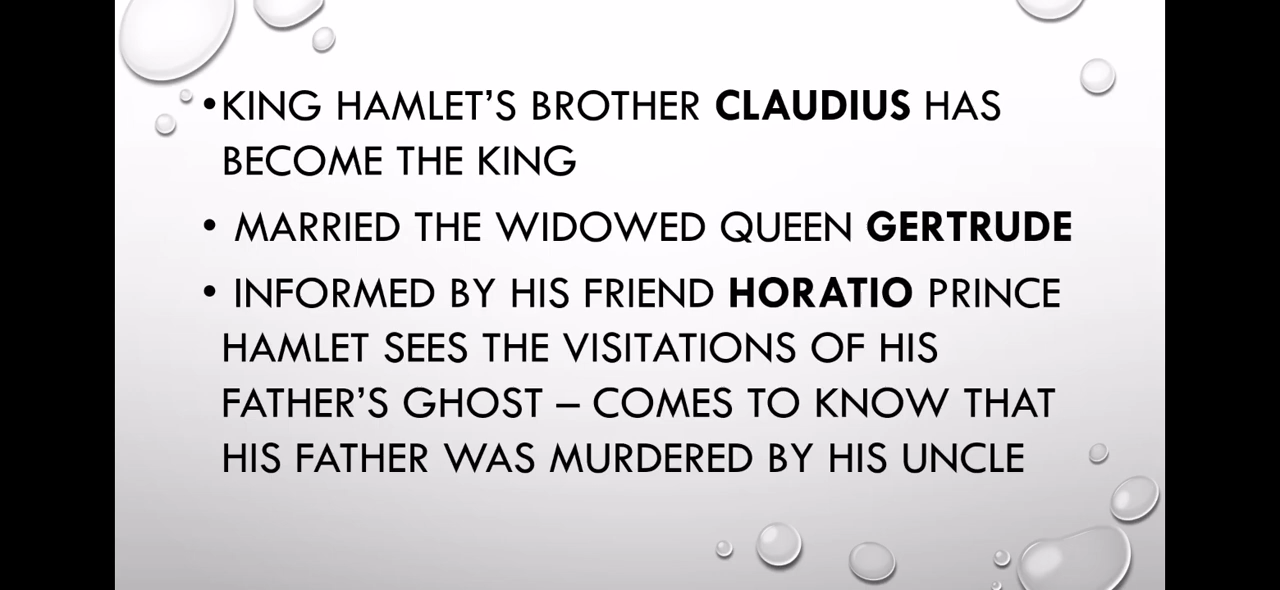 •KING HAMLET’S BROTHER CLAUDIUS HAS
BECOME THE KING
• MARRIED THE WIDOWED QUEEN GERTRUDE
• INFORMED BY HIS FRIEND HORATIO PRINCE
HAMLET SEES THE VISITATIONS OF HIS
FATHER’S GHOST – COMES TO KNOW THAT
HIS FATHER WAS MURDERED BY HIS UNCLE